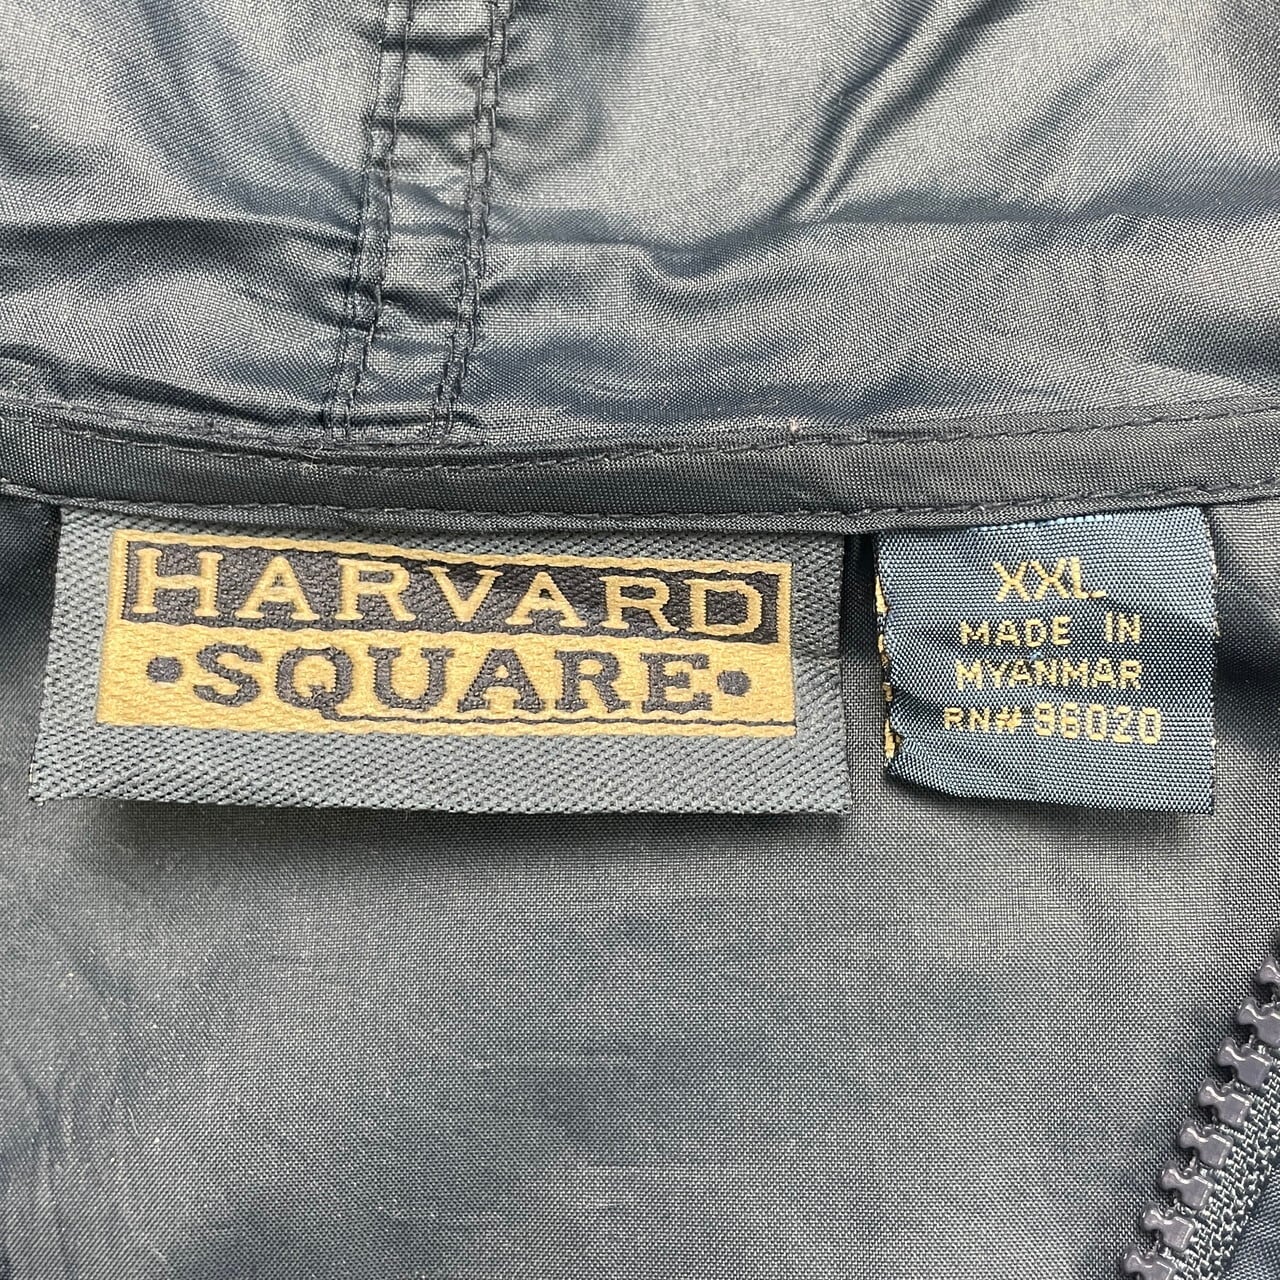 HARVARD
•SQUARE•
XXL
MADE IN
MYANMAR
RN# 96020